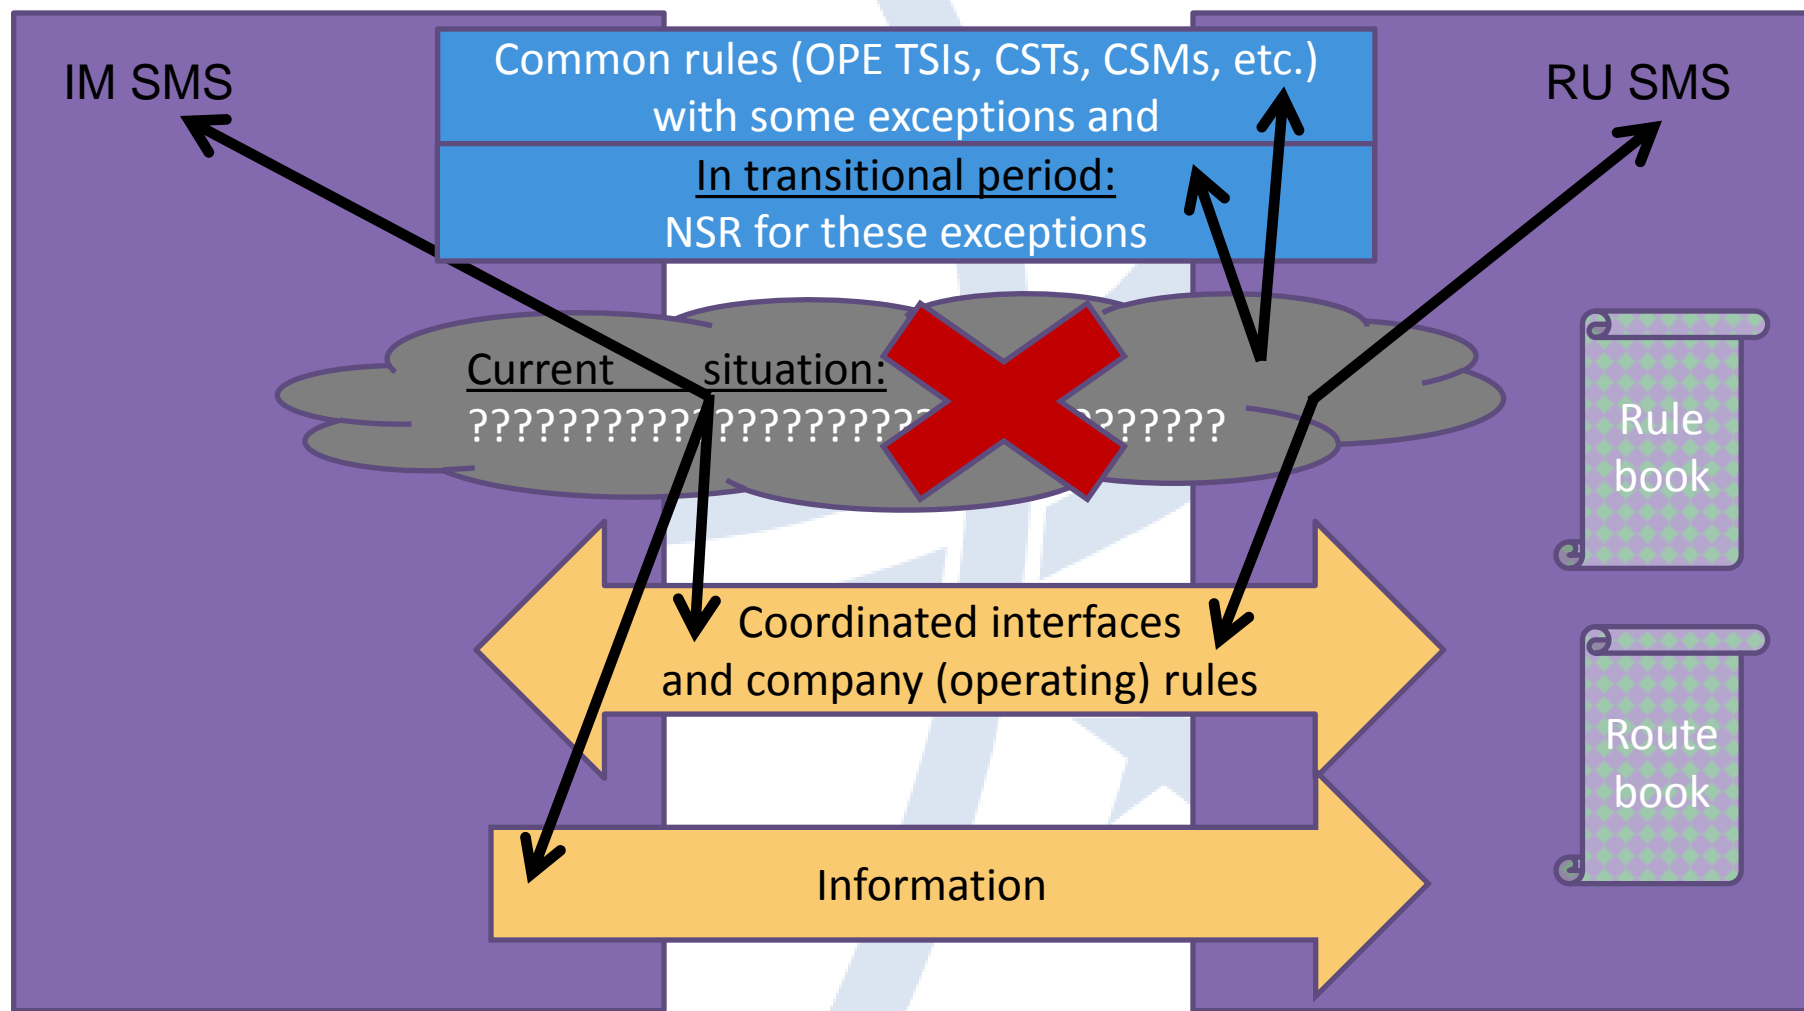 IM SMS
Common rules (OPE TSIs, CSTs, CSMs, etc.)
with some exceptions and
RU SMS
In transitional period:
NSR for these exceptions
Current situation:
Rule
book
Coordinated interfaces
and company (operating) rules
Route
book
Information